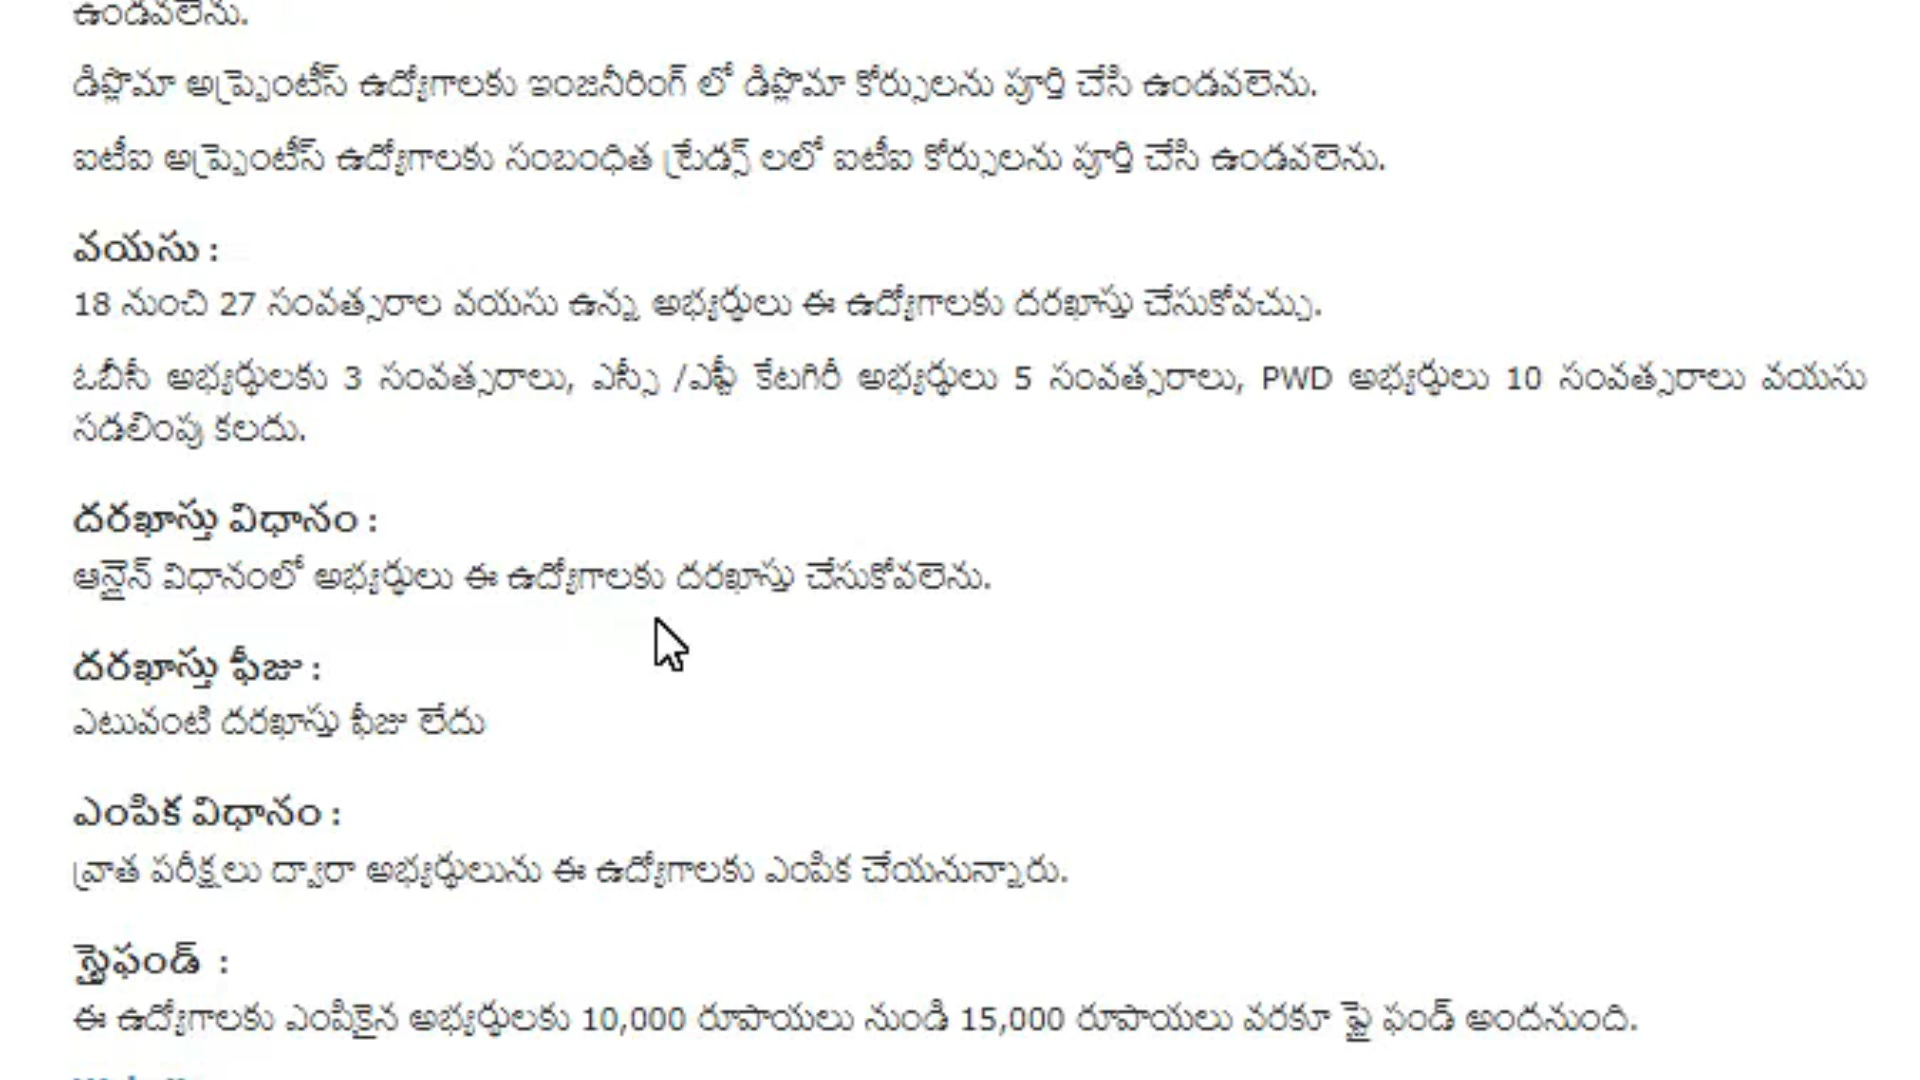 ఉండవలెను.
డిప్లొమా అప్ప్రెంటీస్ ఉద్యోగాలకు ఇంజనీరింగ్ లో డిప్లొమా కోర్సులను పూర్తి చేసి ఉండవలెను.
ఐటీఐ అప్ప్రెంటీస్ ఉద్యోగాలకు సంబంధిత ట్రేడ్స్ లలో ఐటీఐ కోర్సులను పూర్తి చేసి ఉండవలెను.
వయసు :
18 నుంచి 27 సంవత్సరాల వయసు ఉన్న అభ్యర్థులు ఈ ఉద్యోగాలకు దరఖాస్తు చేసుకోవచ్చు.
ఓబీసీ అభ్యర్థులకు 3 సంవత్సరాలు, ఎస్సీ /ఎస్టీ కేటగిరీ అభ్యర్థులు 5 సంవత్సరాలు, PWD అభ్యర్థులు 10 సంవత్సరాలు వయసు
సడలింపు కలదు.
దరఖాస్తు విధానం :
ఆన్లైన్ విధానంలో అభ్యర్థులు ఈ ఉద్యోగాలకు దరఖాస్తు చేసుకోవలెను.
దరఖాస్తు ఫీజు :
ఎటువంటి దరఖాస్తు ఫీజు లేదు
ఎంపిక విధానం :
వ్రాత పరీక్షలు ద్వారా అభ్యర్థులును ఈ ఉద్యోగాలకు ఎంపిక చేయనున్నారు.
స్టైఫండ్ :
ఈ ఉద్యోగాలకు ఎంపికైన అభ్యర్థులకు 10,000 రూపాయలు నుండి 15,000 రూపాయలు వరకూ స్టై ఫండ్ అందనుంది.